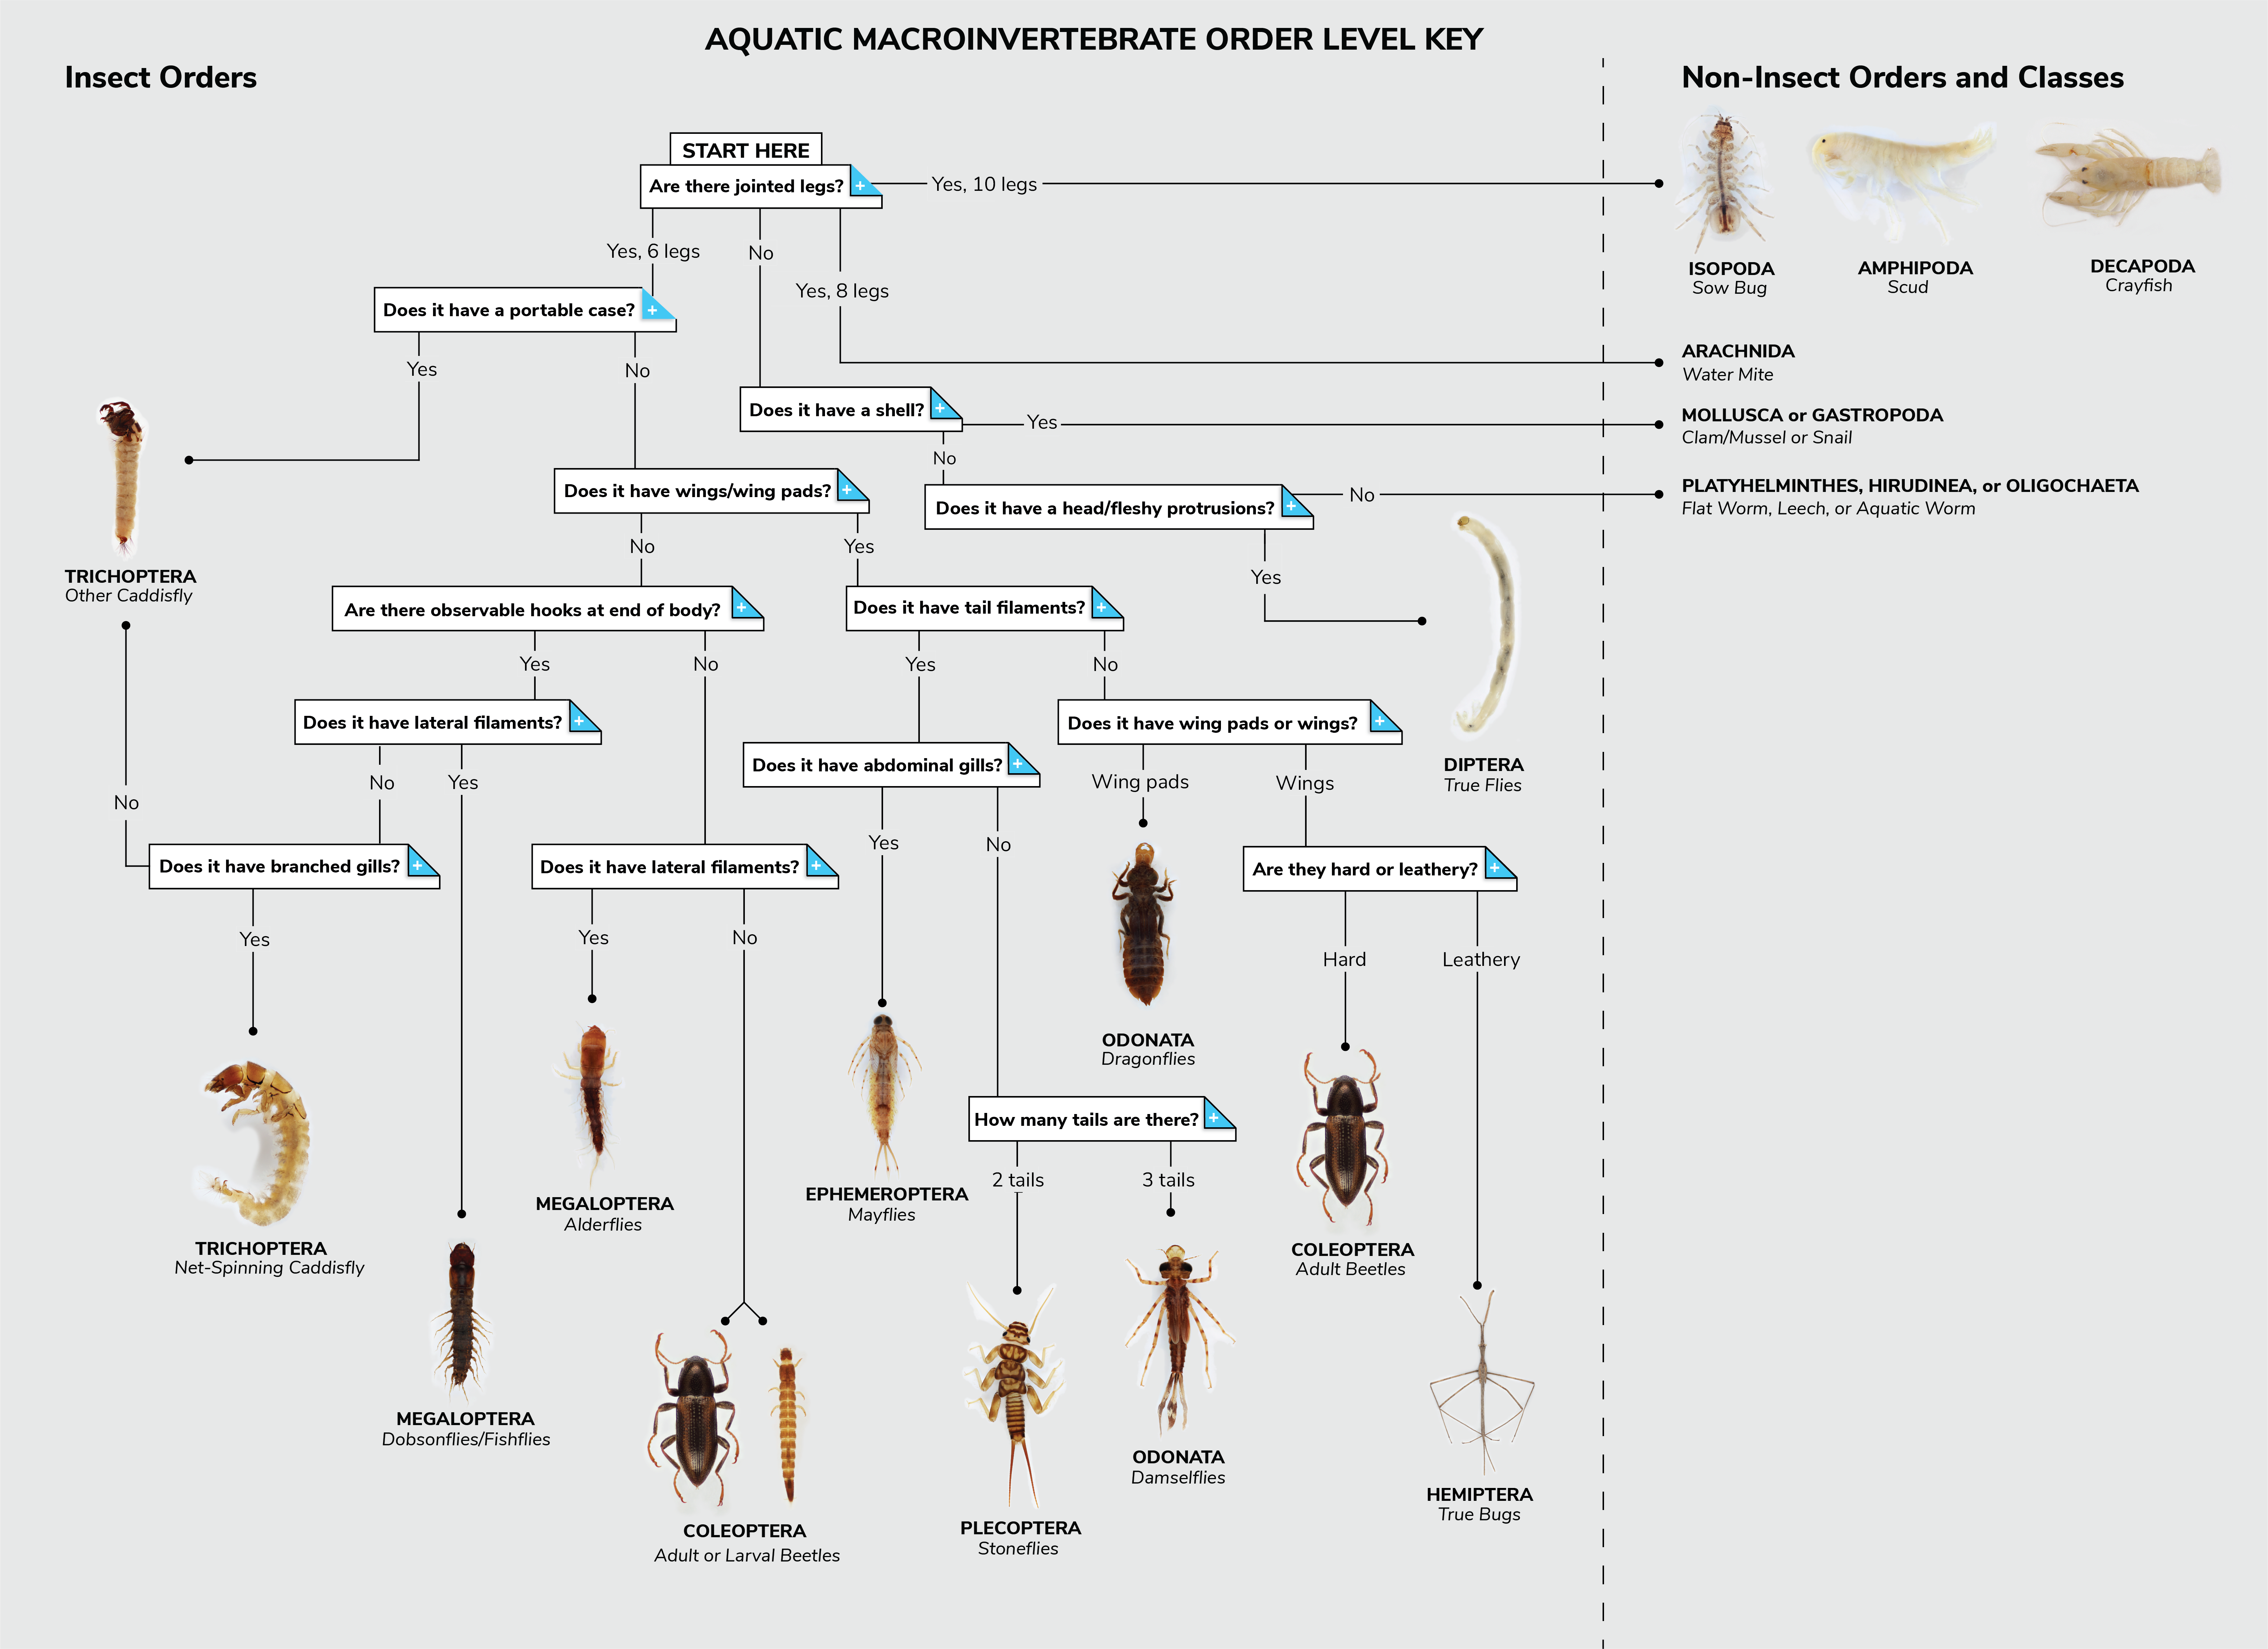 AQUATIC MACROINVERTEBRATE ORDER LEVEL KEY
Insect Orders
Non-Insect Orders and Classes
START HERE
Are there jointed legs?
+
Yes, 10 legs
ISOPODA
Sow Bug
AMPHIPODA
Scud
DECAPODA
Crayfish
Yes, 6 legs
No
Yes, 8 legs
Does it have a portable case?
+
ARACHNIDA
Water Mite
Yes
No
Does it have a shell?
+
Yes
MOLLUSCA or GASTROPODA
Clam/Mussel or Snail
No
Does it have wings/wing pads?
+
Does it have a head/fleshy protrusions?
+
No
PLATYHELMINTHES, HIRUDINEA, or OLIGOCHAETA
Flat Worm, Leech, or Aquatic Worm
No
Yes
Yes
TRICHOPTERA
Other Caddisfly
Are there observable hooks at end of body?
+
Does it have tail filaments?
+
Yes
No
Yes
No
Does it have lateral filaments?
+
Does it have wing pads or wings?
+
Does it have abdominal gills?
+
DIPTERA
True Flies
No
No
Yes
Wing pads
Wings
Yes
No
Does it have branched gills?
+
Does it have lateral filaments?
+
Are they hard or leathery?
+
Yes
Yes
No
Hard
Leathery
ODONATA
Dragonflies
How many tails are there?
+
2 tails
3 tails
MEGALOPTERA
Alderflies
EPHEMEROPTERA
Mayflies
TRICHOPTERA
Net-Spinning Caddisfly
COLEOPTERA
Adult Beetles
MEGALOPTERA
Dobsonflies/Fishflies
ODONATA
Damselflies
HEMIPTERA
True Bugs
COLEOPTERA
Adult or Larval Beetles
PLECOPTERA
Stoneflies